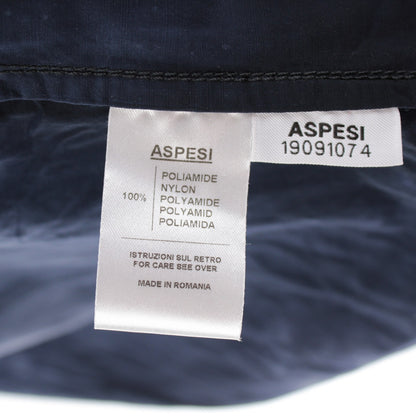 ASPESI
POLIAMIDE
NYLON
100% POLYAMIDE
POLYAMID
POLIAMIDA
ISTRUZIONI SUL RETRO
FOR CARE SEE OVER
MADE IN ROMANIA
ASPESI
19091074